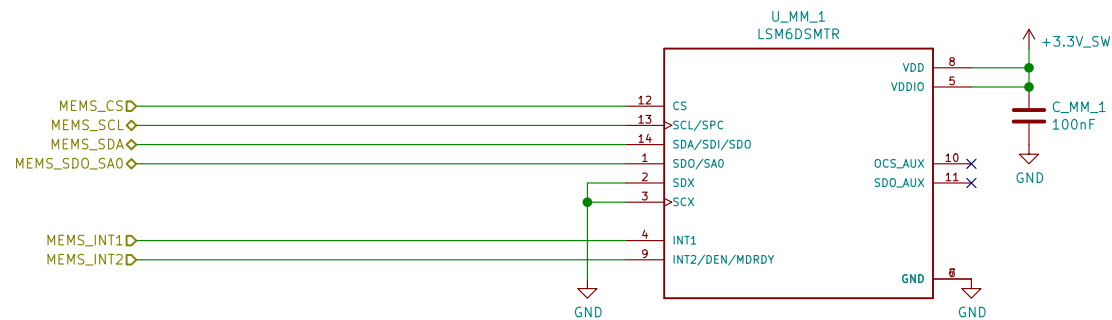 U_MM_1
LSM6DSMTR
+3.3V_SW
VDD 8
VDDIO 5
MEMS_CS 12 CS
C_MM_1
100nF
MEMS_SCL 13 SCL/SPC
MEMS_SDA 14 SDA/SDI/SDO
MEMS_SDO_SA0 1 SDO/SA0
OCS_AUX 10
2 SDX
SDO_AUX 11
GND
3 SCX
MEMS_INT1 4 INT1
MEMS_INT2 9 INT2/DEN/MDRDY
GND
GND
GND